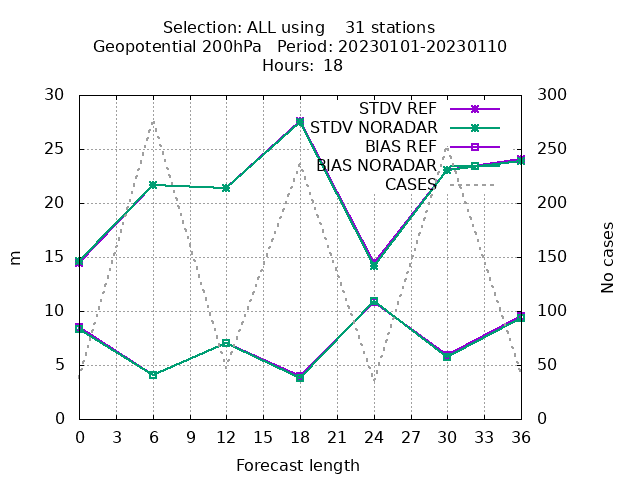 Selection: ALL using    31 stations
Geopotential 200hPa   Period: 20230101-20230110
Hours: 18
30 300
STDV REF
STDV NORADAR
25 250
BIAS REF
BIAS NORADAR
CASES
20 200
15 150
m
No cases
10 100
5 50
0 0
0 3 6 9 12 15 18 21 24 27 30 33 36
Forecast length